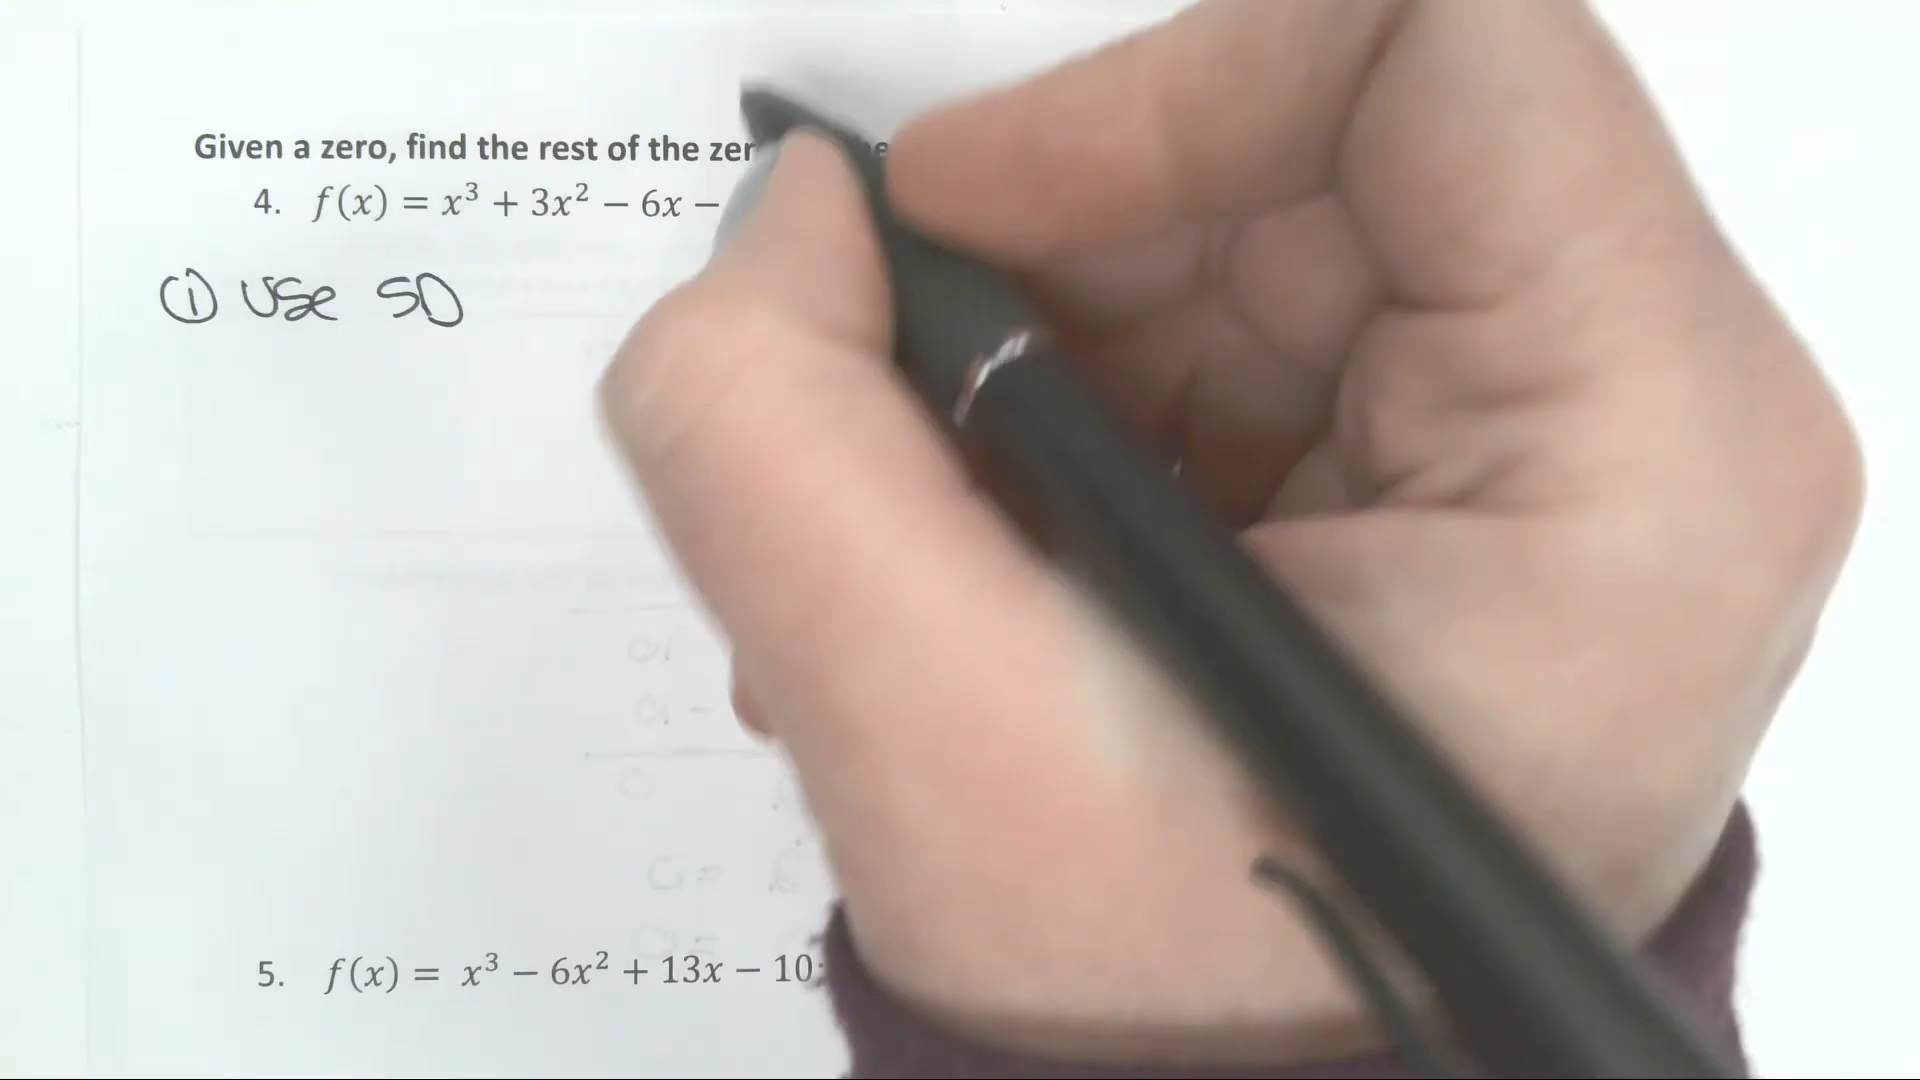 Given a zero, find the rest of the
4. f(x) = x³ + 3x² − 6x −
① Use SD
5. f(x) = x³ − 6x² + 13x − 10;